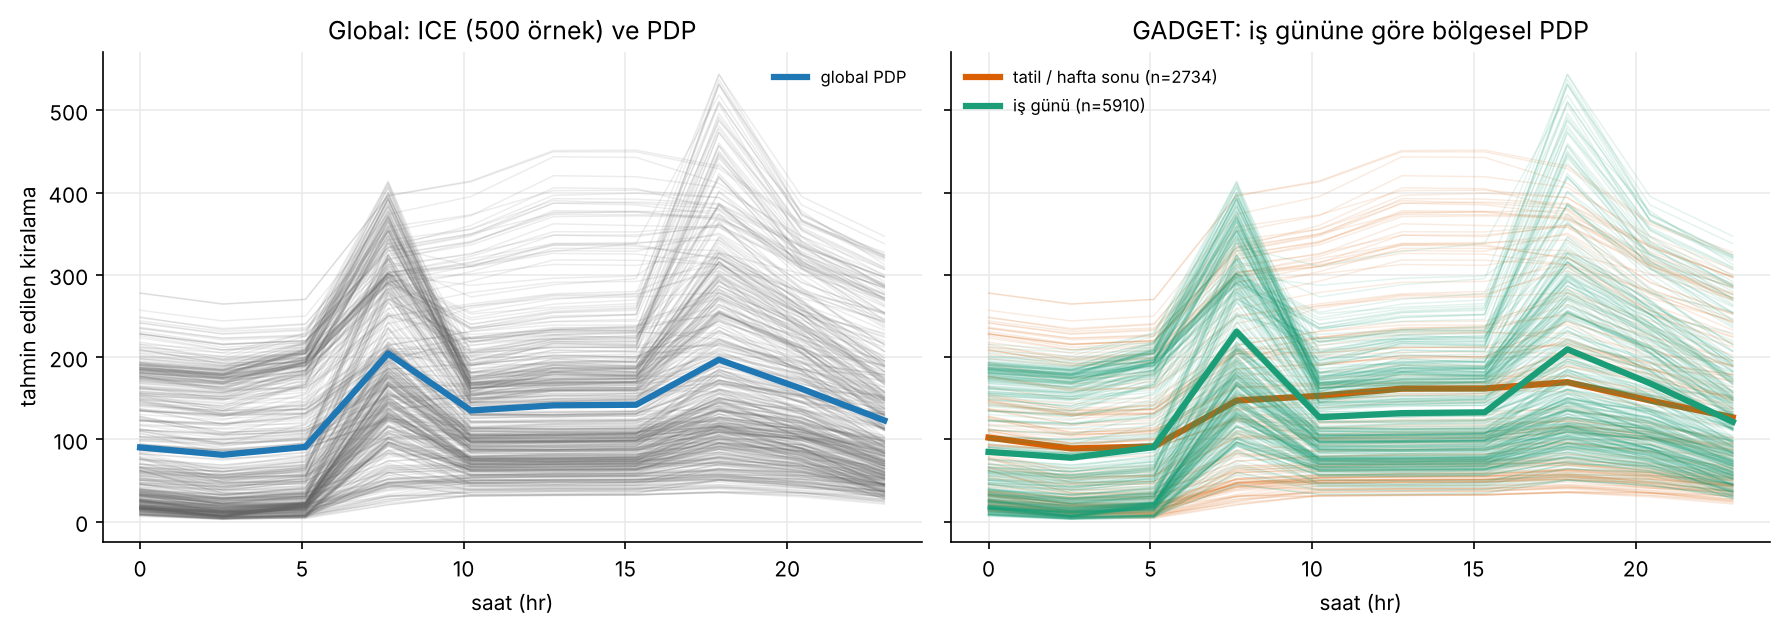 Global: ICE (500 örnek) ve PDP
global PDP
500
400
300
200
100
0
tahmin edilen kiralama
0 5 10 15 20
saat (hr)
GADGET: iş gününe göre bölgesel PDP
tatil / hafta sonu (n=2734)
iş günü (n=5910)
0 5 10 15 20
saat (hr)